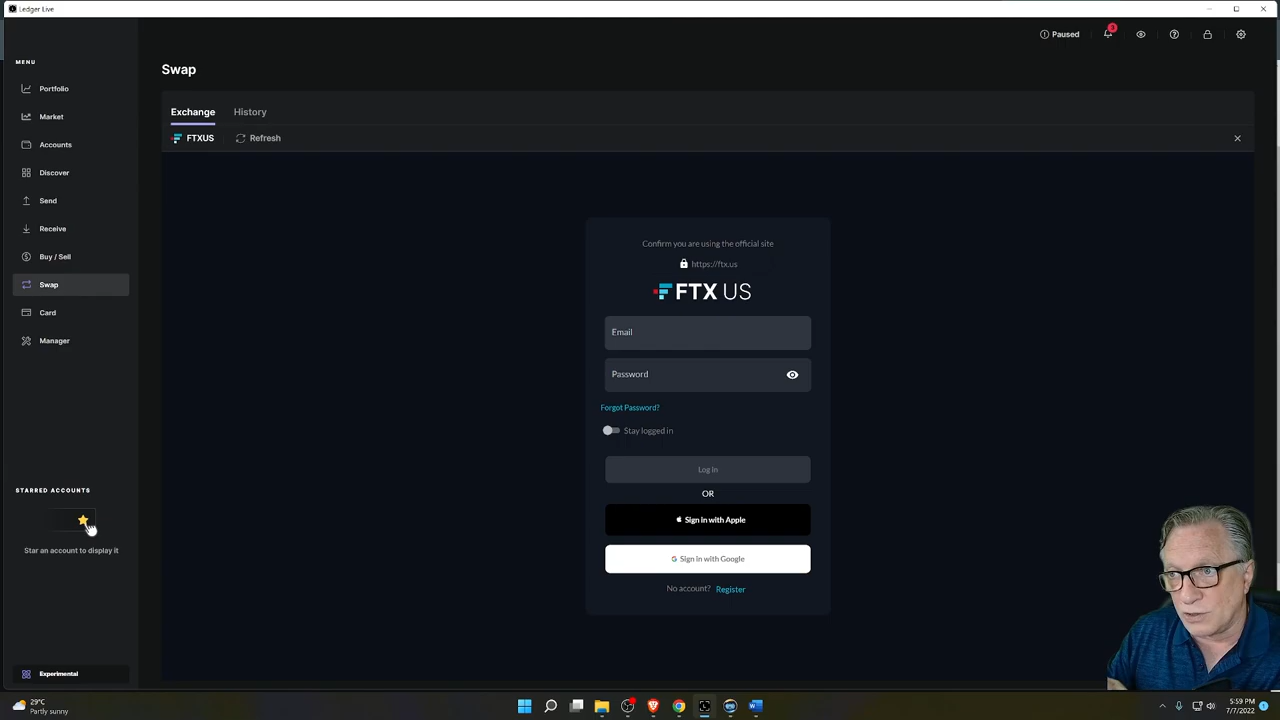 Ledger Live
MENU
Portfolio
Market
Accounts
Discover
Send
Receive
Buy / Sell
Swap
Card
Manager
STARRED ACCOUNTS
Star an account to display it
Experimental
Paused
3
Swap
Exchange
History
FTXUS
Refresh
Confirm you are using the official site
https://ftx.us
FTX US
Email
Password
Forgot Password?
Stay logged in
Log In
OR
Sign in with Apple
G Sign in with Google
No account? Register
29°C
Partly sunny
5:59 PM
7/7/2022